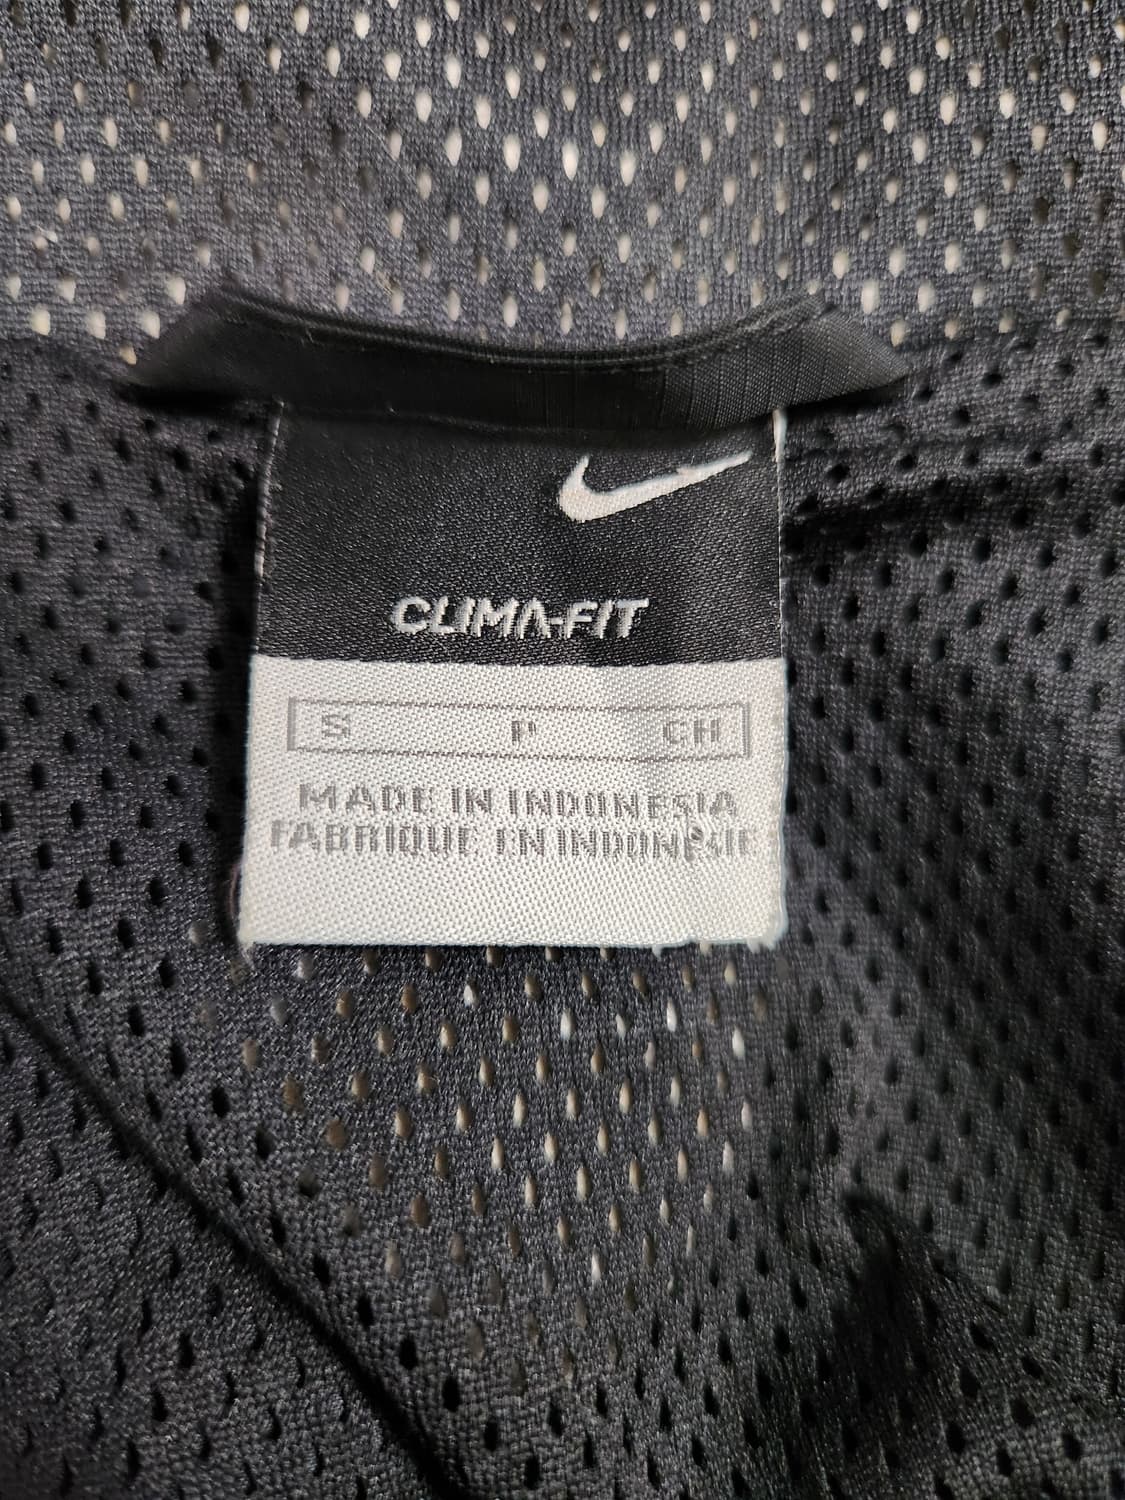 CLIMA-FIT
S P CH
MADE IN INDONESIA
FABRIQUE EN INDONESIE